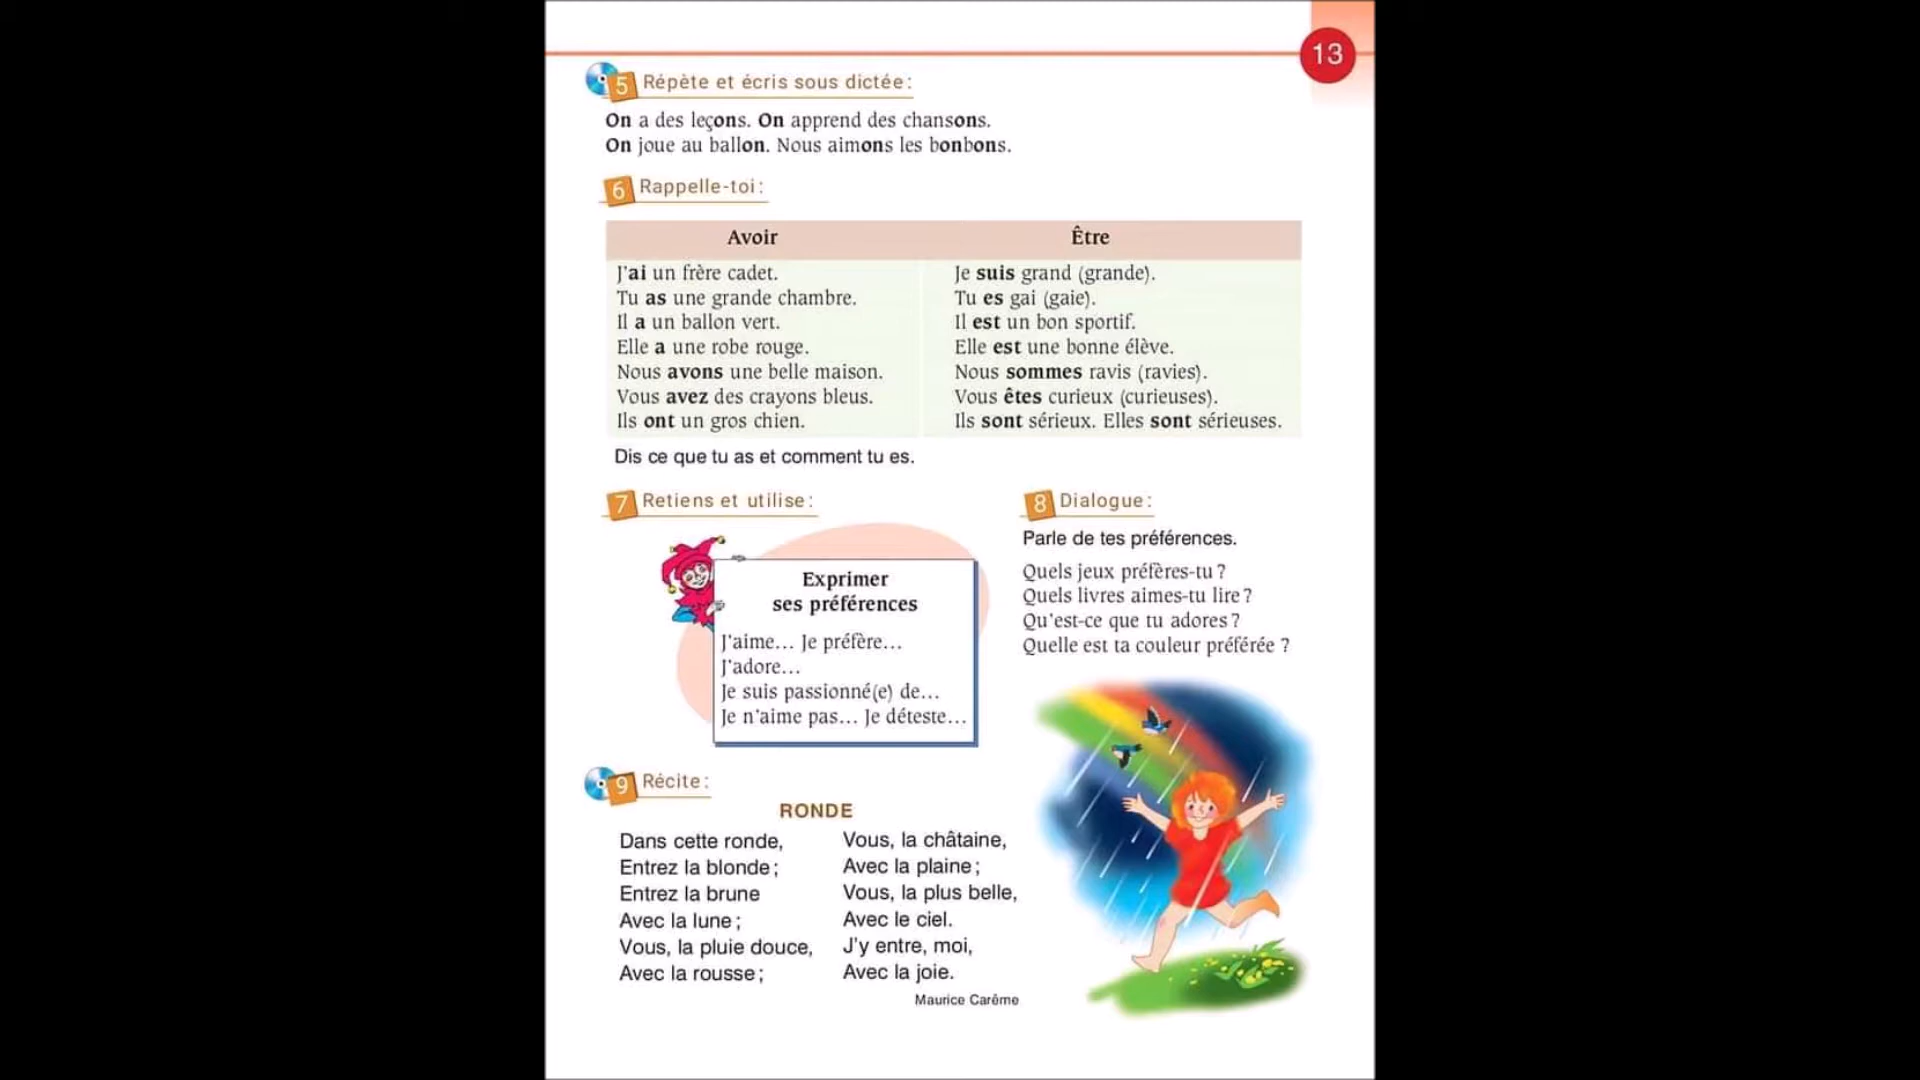 13
5 Répète et écris sous dictée :
On a des leçons. On apprend des chansons.
On joue au ballon. Nous aimons les bonbons.
6 Rappelle-toi :
Avoir
J'ai un frère cadet.
Tu as une grande chambre.
Il a un ballon vert.
Elle a une robe rouge.
Nous avons une belle maison.
Vous avez des crayons bleus.
Ils ont un gros chien.
Être
Je suis grand (grande).
Tu es gai (gaie).
Il est un bon sportif.
Elle est une bonne élève.
Nous sommes ravis (ravies).
Vous êtes curieux (curieuses).
Ils sont sérieux. Elles sont sérieuses.
Dis ce que tu as et comment tu es.
7 Retiens et utilise :
Exprimer
ses préférences
J'aime... Je préfère...
J'adore...
Je suis passionné(e) de...
Je n'aime pas... Je déteste...
8 Dialogue :
Parle de tes préférences.
Quels jeux préfères-tu ?
Quels livres aimes-tu lire ?
Qu'est-ce que tu adores ?
Quelle est ta couleur préférée ?
9 Récite :
RONDE
Dans cette ronde,
Entrez la blonde ;
Entrez la brune
Avec la lune ;
Vous, la pluie douce,
Avec la rousse ;
Vous, la châtaine,
Avec la plaine ;
Vous, la plus belle,
Avec le ciel.
J'y entre, moi,
Avec la joie.
Maurice Carême